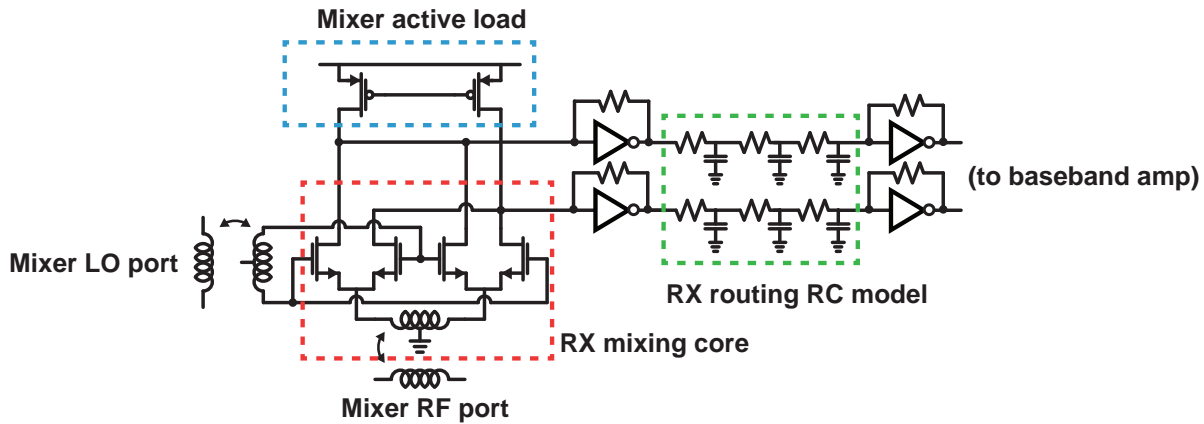 Mixer active load
(to baseband amp)
Mixer LO port
RX routing RC model
RX mixing core
Mixer RF port